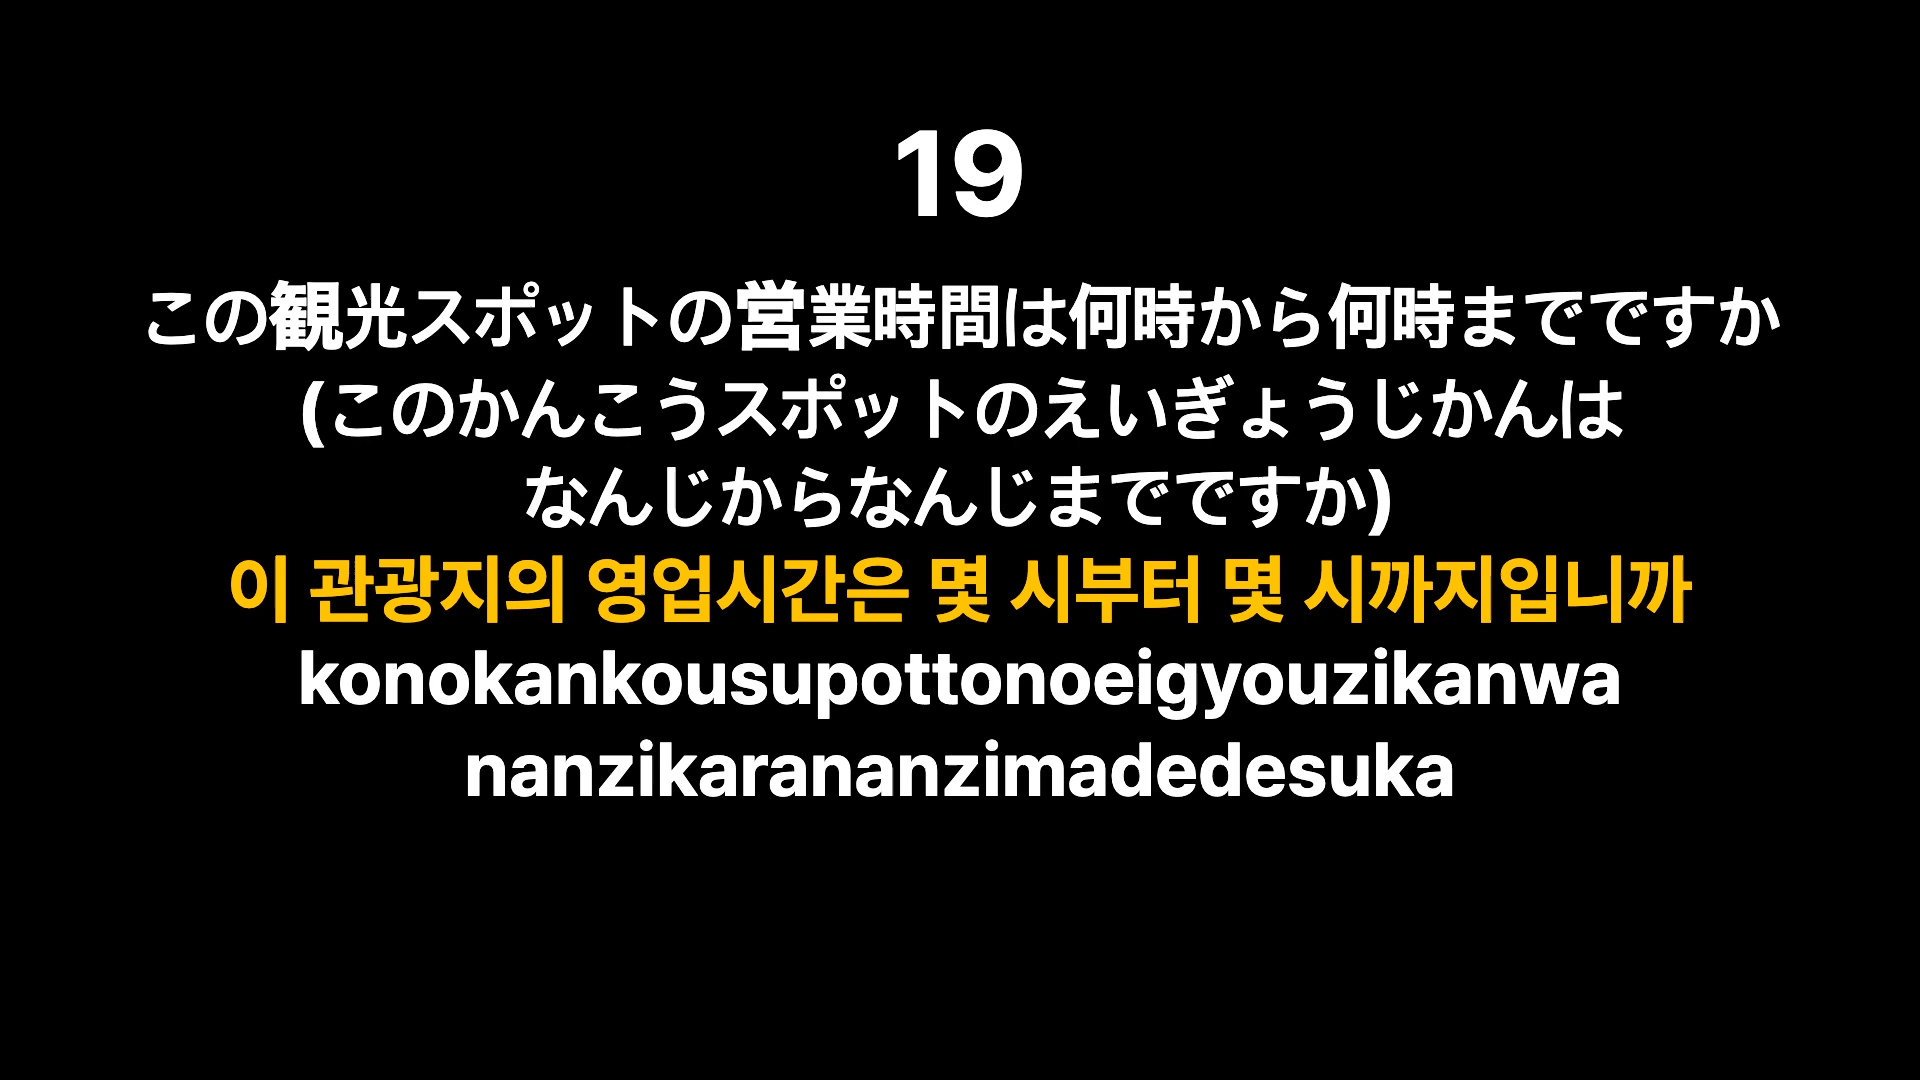 19
この観光スポットの営業時間は何時から何時までですか
(このかんこうスポットのえいぎょうじかんは
なんじからなんじまでですか)
이 관광지의 영업시간은 몇 시부터 몇 시까지입니까
konokankousupottonoeigyouzikanwa
nanzikarananzimadedesuka